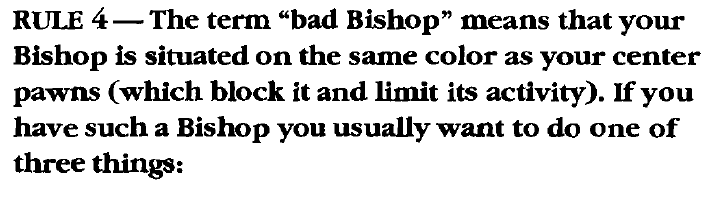 RULE 4—The term “bad Bishop” means that your
Bishop is situated on the same color as your center
pawns (which block it and limit its activity). If you
have such a Bishop you usually want to do one of
three things: